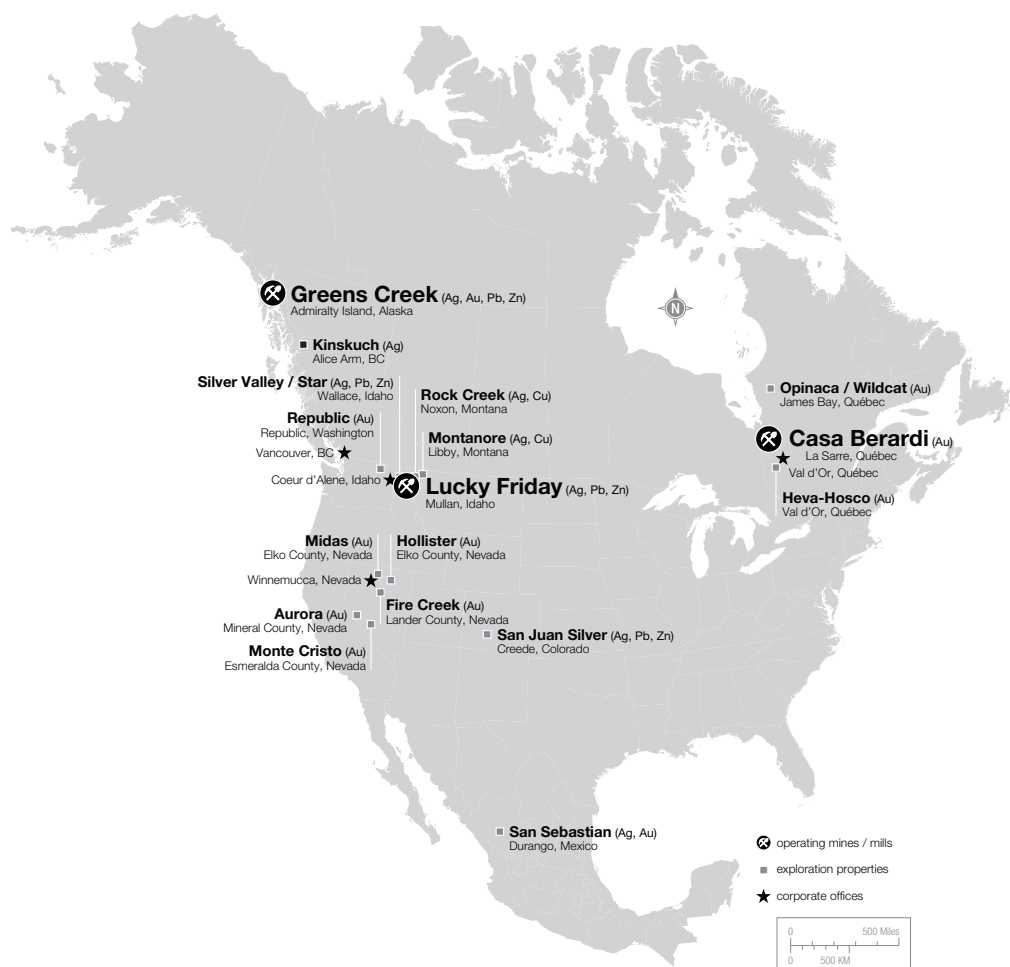 Greens Creek (Ag, Au, Pb, Zn)
Admiralty Island, Alaska
N
Kinskuch (Ag)
Alice Arm, BC
Silver Valley / Star (Ag, Pb, Zn)
Wallace, Idaho
Rock Creek (Ag, Cu)
Noxon, Montana
Republic (Au)
Republic, Washington
Montanore (Ag, Cu)
Libby, Montana
Vancouver, BC
Coeur d'Alene, Idaho
Lucky Friday (Ag, Pb, Zn)
Mullan, Idaho
Opinaca / Wildcat (Au)
James Bay, Québec
Casa Berardi (Au)
La Sarre, Québec
Val d'Or, Québec
Heva-Hosco (Au)
Val d'Or, Québec
Midas (Au)
Elko County, Nevada
Hollister (Au)
Elko County, Nevada
Winnemucca, Nevada
Fire Creek (Au)
Lander County, Nevada
Aurora (Au)
Mineral County, Nevada
Monte Cristo (Au)
Esmeralda County, Nevada
San Juan Silver (Ag, Pb, Zn)
Creede, Colorado
San Sebastian (Ag, Au)
Durango, Mexico
operating mines / mills
exploration properties
corporate offices
0 500 Miles
0 500 KM